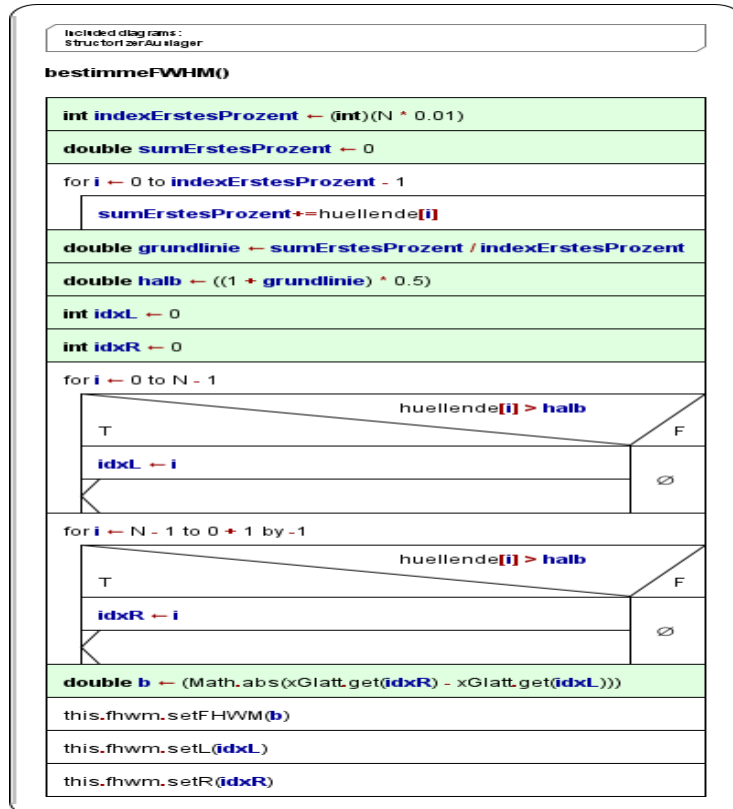 Included diagrams:
StructorizerAuslager
bestimmeFWHM()
int indexErstesProzent ← (int)(N * 0.01)
double sumErstesProzent ← 0
for i ← 0 to indexErstesProzent - 1
sumErstesProzent+=huellende[i]
double grundlinie ← sumErstesProzent / indexErstesProzent
double halb ← ((1 + grundlinie) * 0.5)
int idxL ← 0
int idxR ← 0
for i ← 0 to N - 1
huellende[i] > halb
T F
idxL ← i
∅
for i ← N - 1 to 0 + 1 by -1
huellende[i] > halb
T F
idxR ← i
∅
double b ← (Math.abs(xGlatt.get(idxR) - xGlatt.get(idxL)))
this.fhwm.setFHWM(b)
this.fhwm.setL(idxL)
this.fhwm.setR(idxR)